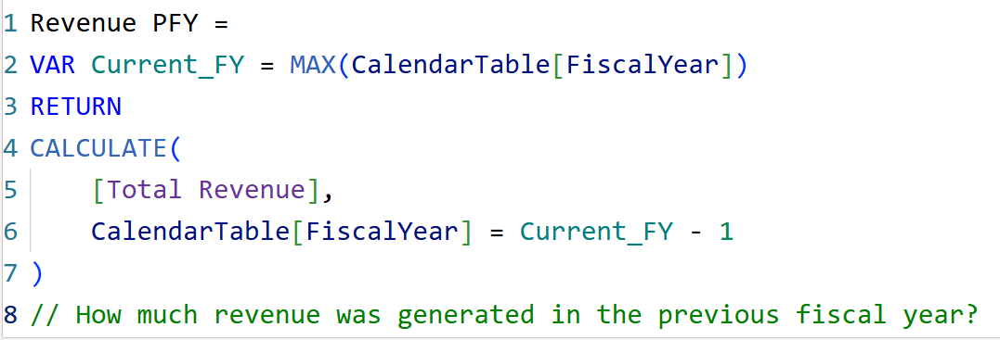 1 Revenue PFY =
2 VAR Current_FY = MAX(CalendarTable[FiscalYear])
3 RETURN
4 CALCULATE(
5     [Total Revenue],
6     CalendarTable[FiscalYear] = Current_FY - 1
7 )
8 // How much revenue was generated in the previous fiscal year?